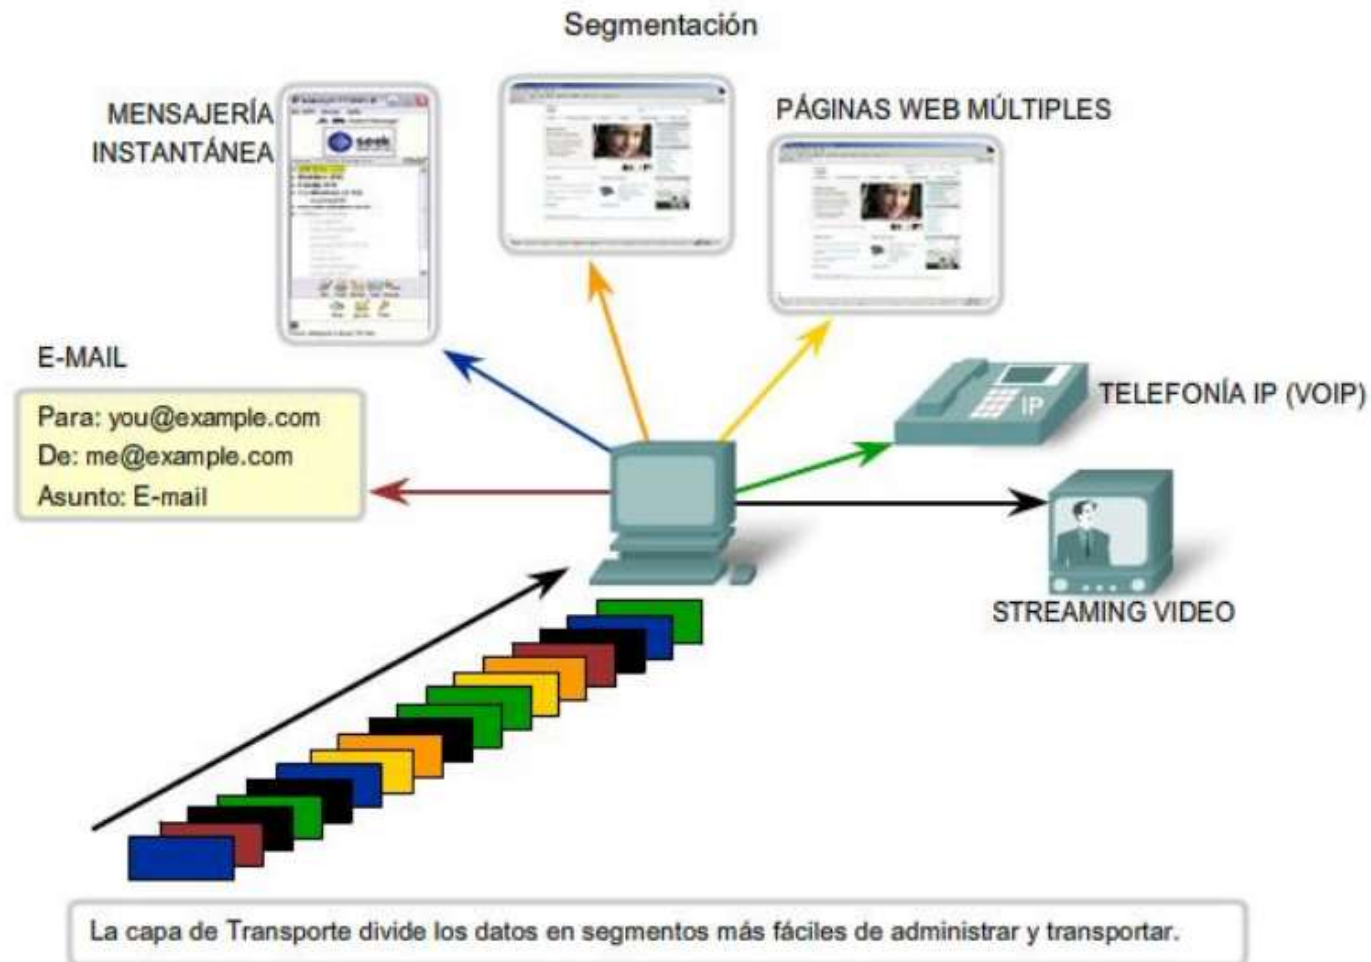 Segmentación
MENSAJERÍA
INSTANTÁNEA
seek
PÁGINAS WEB MÚLTIPLES
E-MAIL
Para: you@example.com
De: me@example.com
Asunto: E-mail
IP
TELEFONÍA IP (VOIP)
STREAMING VIDEO
La capa de Transporte divide los datos en segmentos más fáciles de administrar y transportar.